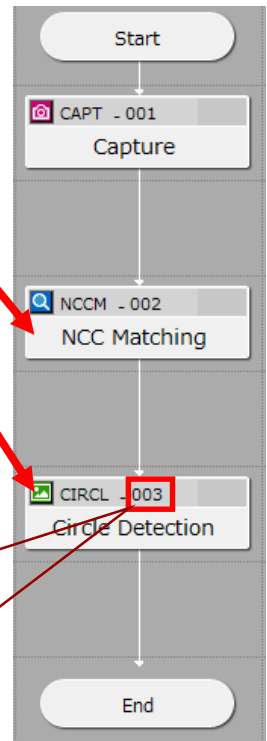 Start
CAPT - 001
Capture
NCCM - 002
NCC Matching
CIRCL - 003
Circle Detection
End